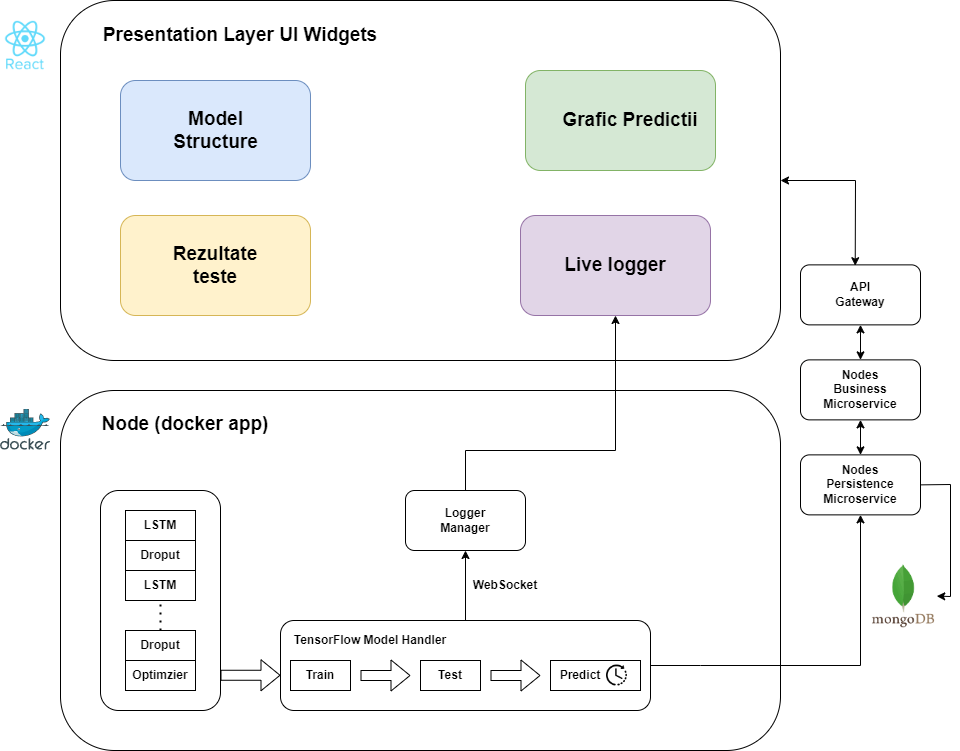 React
Presentation Layer UI Widgets
Model
Structure
Grafic Predictii
Rezultate
teste
Live logger
API
Gateway
Nodes
Business
Microservice
Nodes
Persistence
Microservice
mongoDB
docker
Node (docker app)
LSTM
Droput
LSTM
Droput
Optimzier
Logger
Manager
WebSocket
TensorFlow Model Handler
Train
Test
Predict